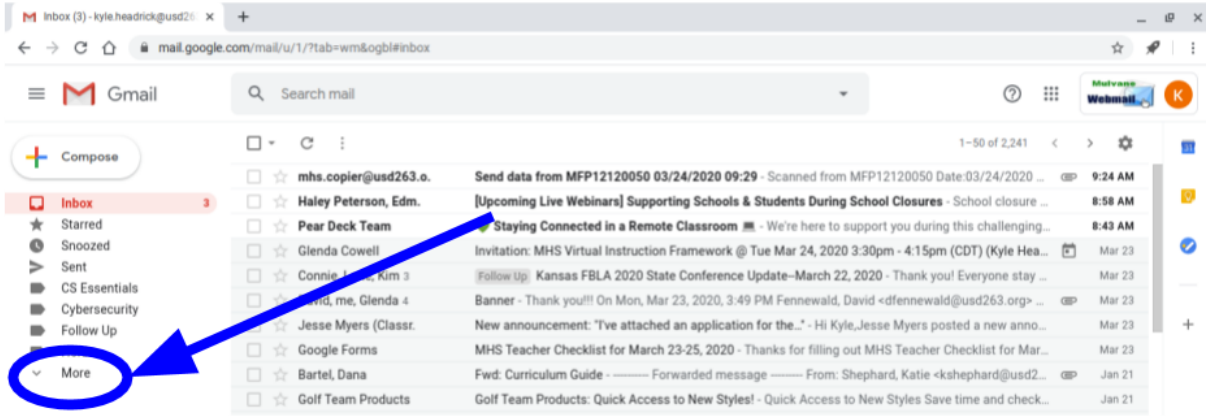 Inbox (3) - kyle.headrick@usd26
mail.google.com/mail/u/1/?tab=wm&ogbl#inbox
Gmail
Search mail
Mulvane
Webmail
K
Compose
1–50 of 2,241
31
mhs.copier@usd263.o. Send data from MFP12120050 03/24/2020 09:29 - Scanned from MFP12120050 Date:03/24/2020 ... 9:24 AM
Inbox 3
Haley Peterson, Edm. [Upcoming Live Webinars] Supporting Schools & Students During School Closures - School closure ... 8:58 AM
Starred
Pear Deck Team Staying Connected in a Remote Classroom 💻 - We're here to support you during this challenging... 8:43 AM
Snoozed
Glenda Cowell Invitation: MHS Virtual Instruction Framework @ Tue Mar 24, 2020 3:30pm - 4:15pm (CDT) (Kyle Hea... Mar 23
Sent
Connie, Kim 3 Follow Up Kansas FBLA 2020 State Conference Update--March 22, 2020 - Thank you! Everyone stay ... Mar 23
CS Essentials
me, Glenda 4 Banner - Thank you!!! On Mon, Mar 23, 2020, 3:49 PM Fennewald, David <dfennewald@usd263.org> ... Mar 23
Cybersecurity
Jesse Myers (Classr. New announcement: "I've attached an application for the..." - Hi Kyle,Jesse Myers posted a new anno... Mar 23
Follow Up
Google Forms MHS Teacher Checklist for March 23-25, 2020 - Thanks for filling out MHS Teacher Checklist for Mar... Mar 23
More
Bartel, Dana Fwd: Curriculum Guide - ---------- Forwarded message --------- From: Shephard, Katie <kshephard@usd2... Jan 21
Golf Team Products Golf Team Products: Quick Access to New Styles! - Quick Access to New Styles Save time and check... Jan 21